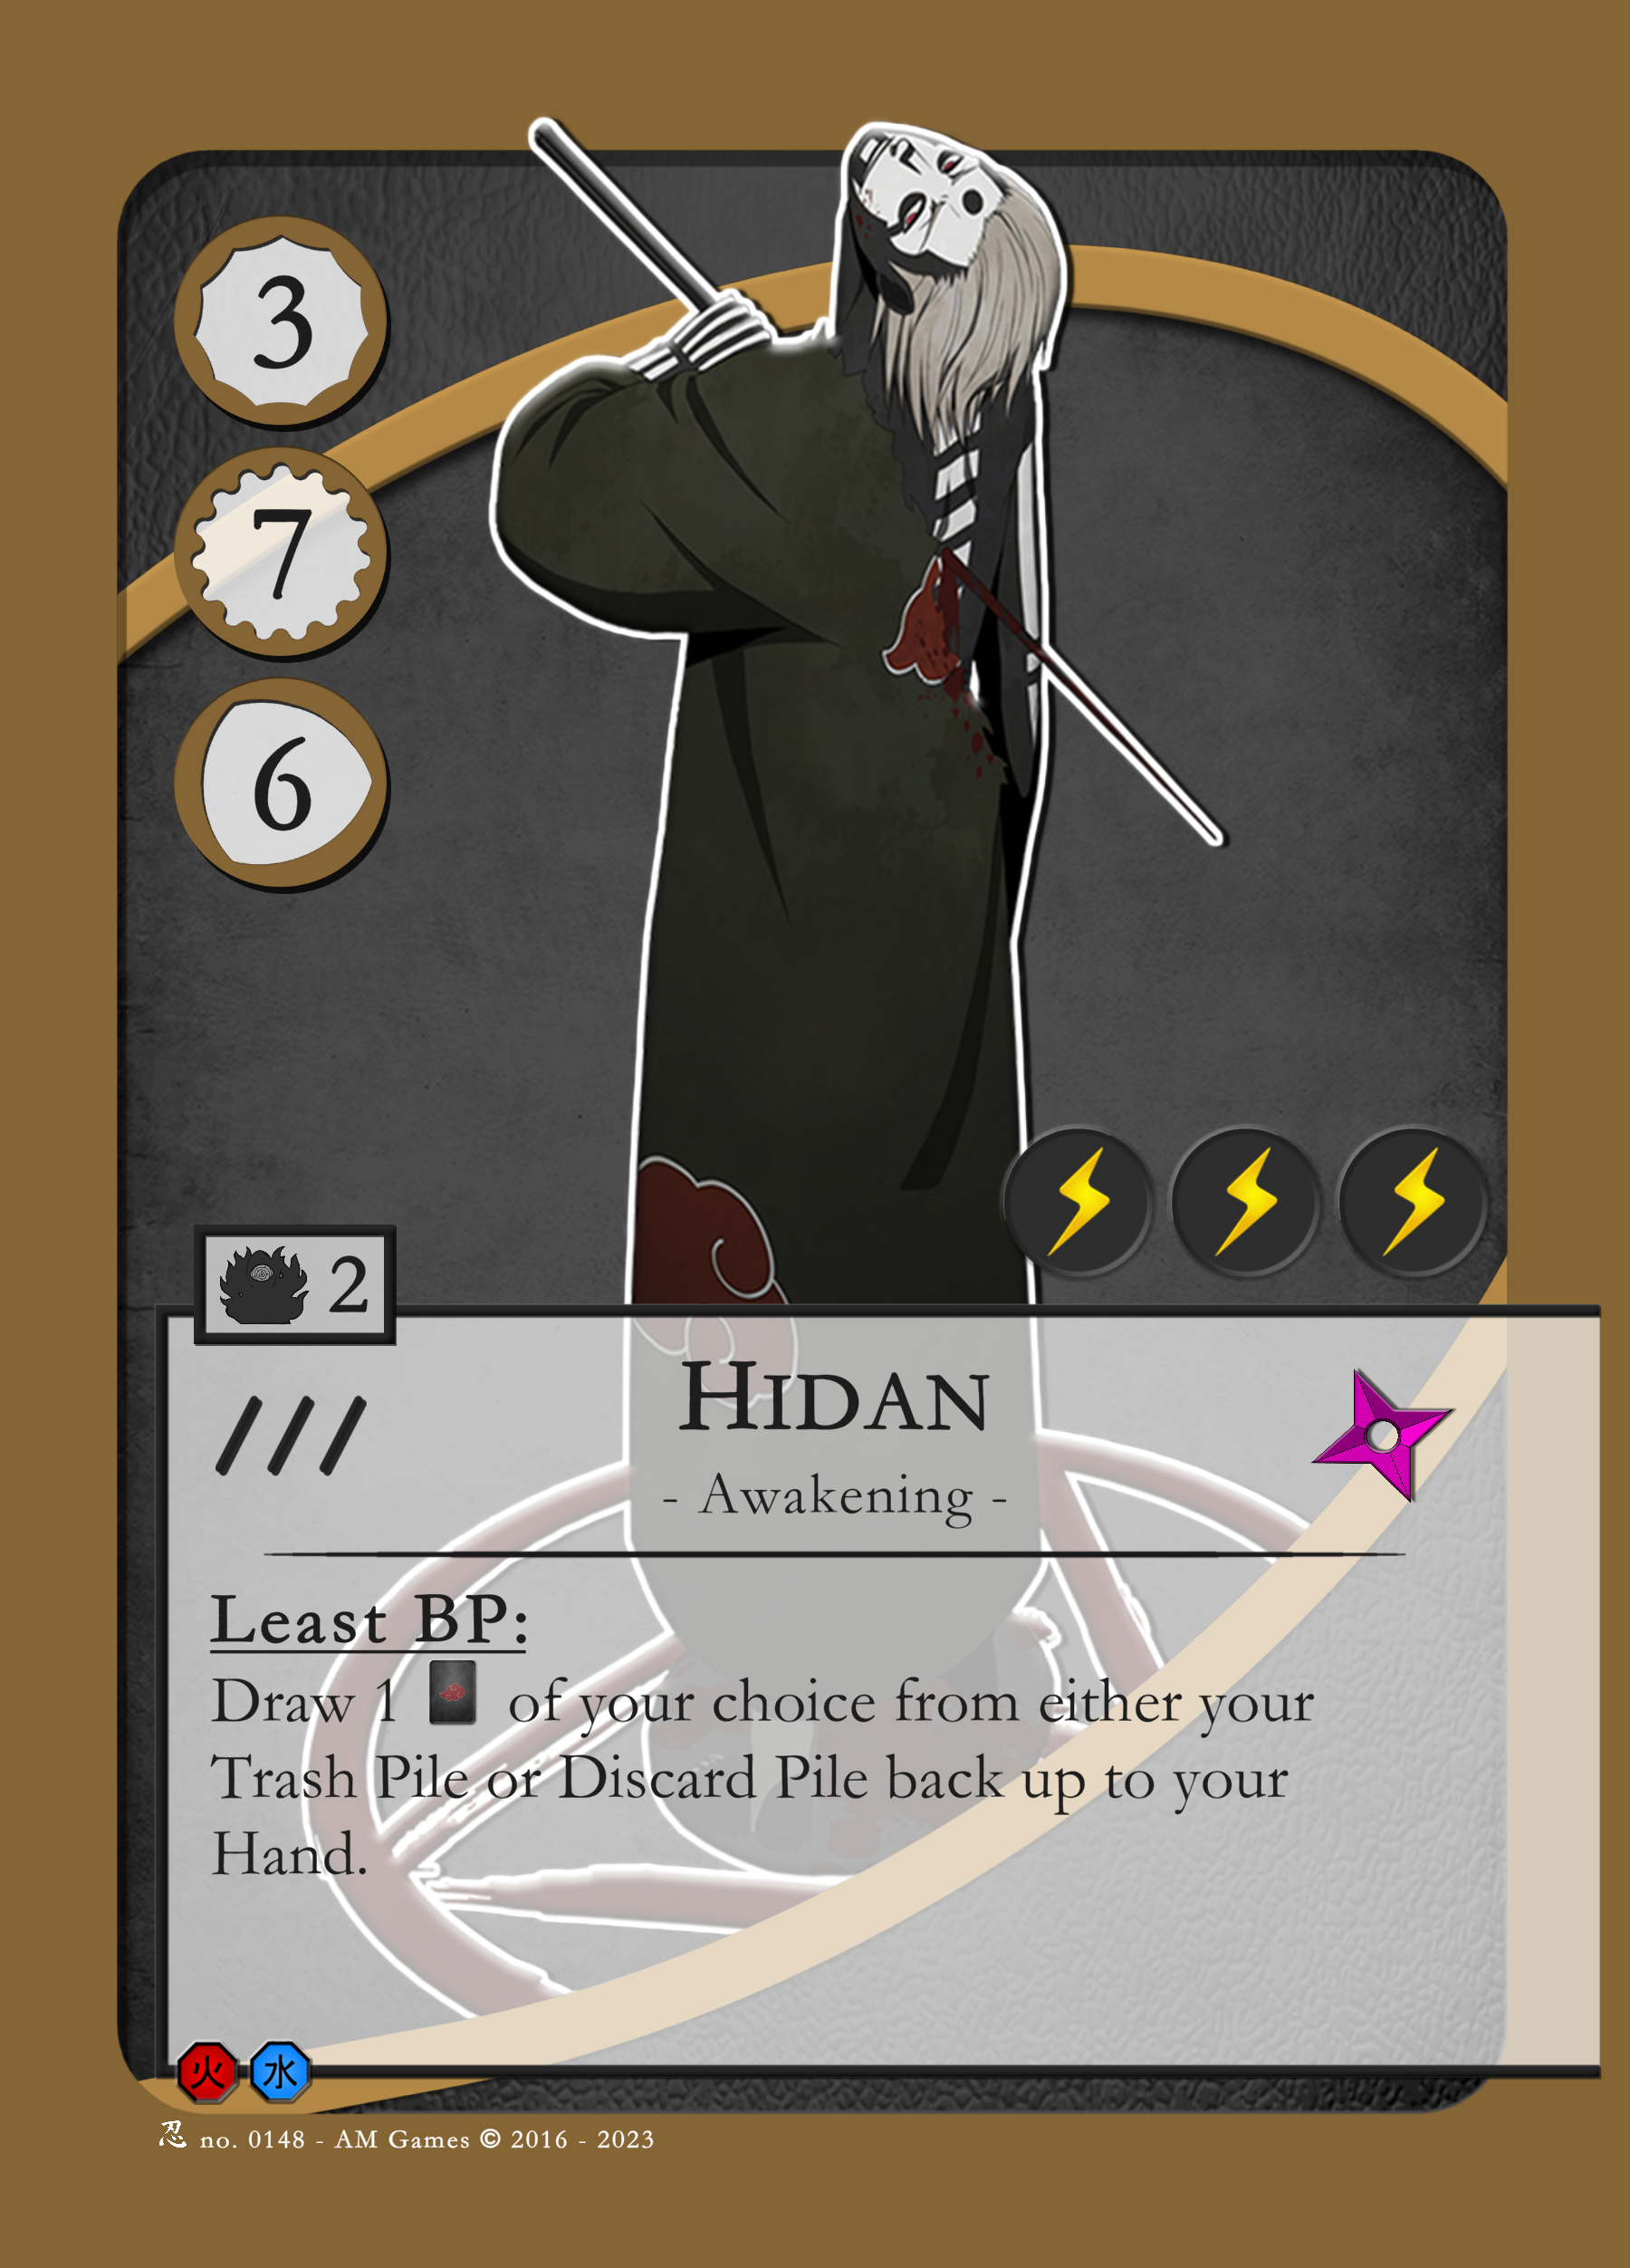 3
7
6
2
Hidan
- Awakening -
Least BP:
Draw 1 of your choice from either your
Trash Pile or Discard Pile back up to your
Hand.
火 水
忍 no. 0148 - AM Games © 2016 - 2023